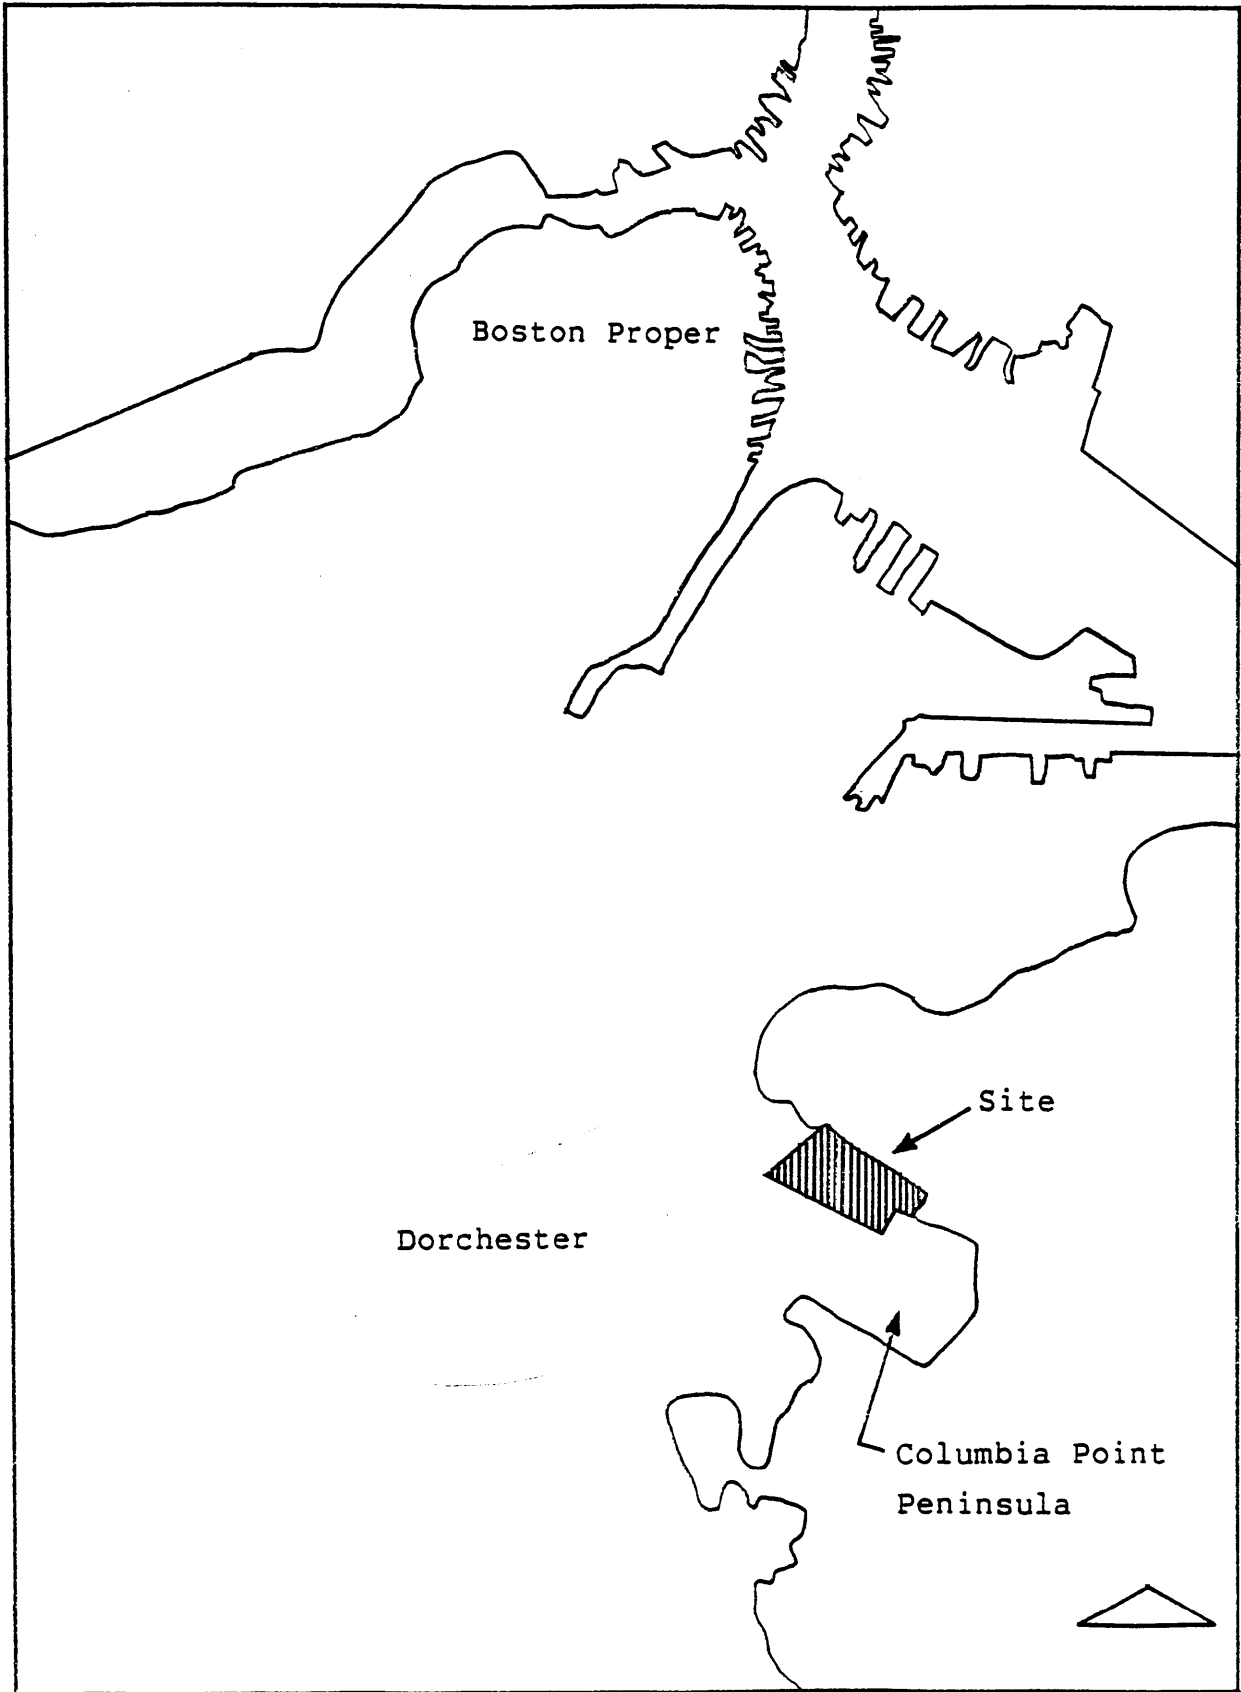 Boston Proper
Site
Dorchester
Columbia Point
Peninsula